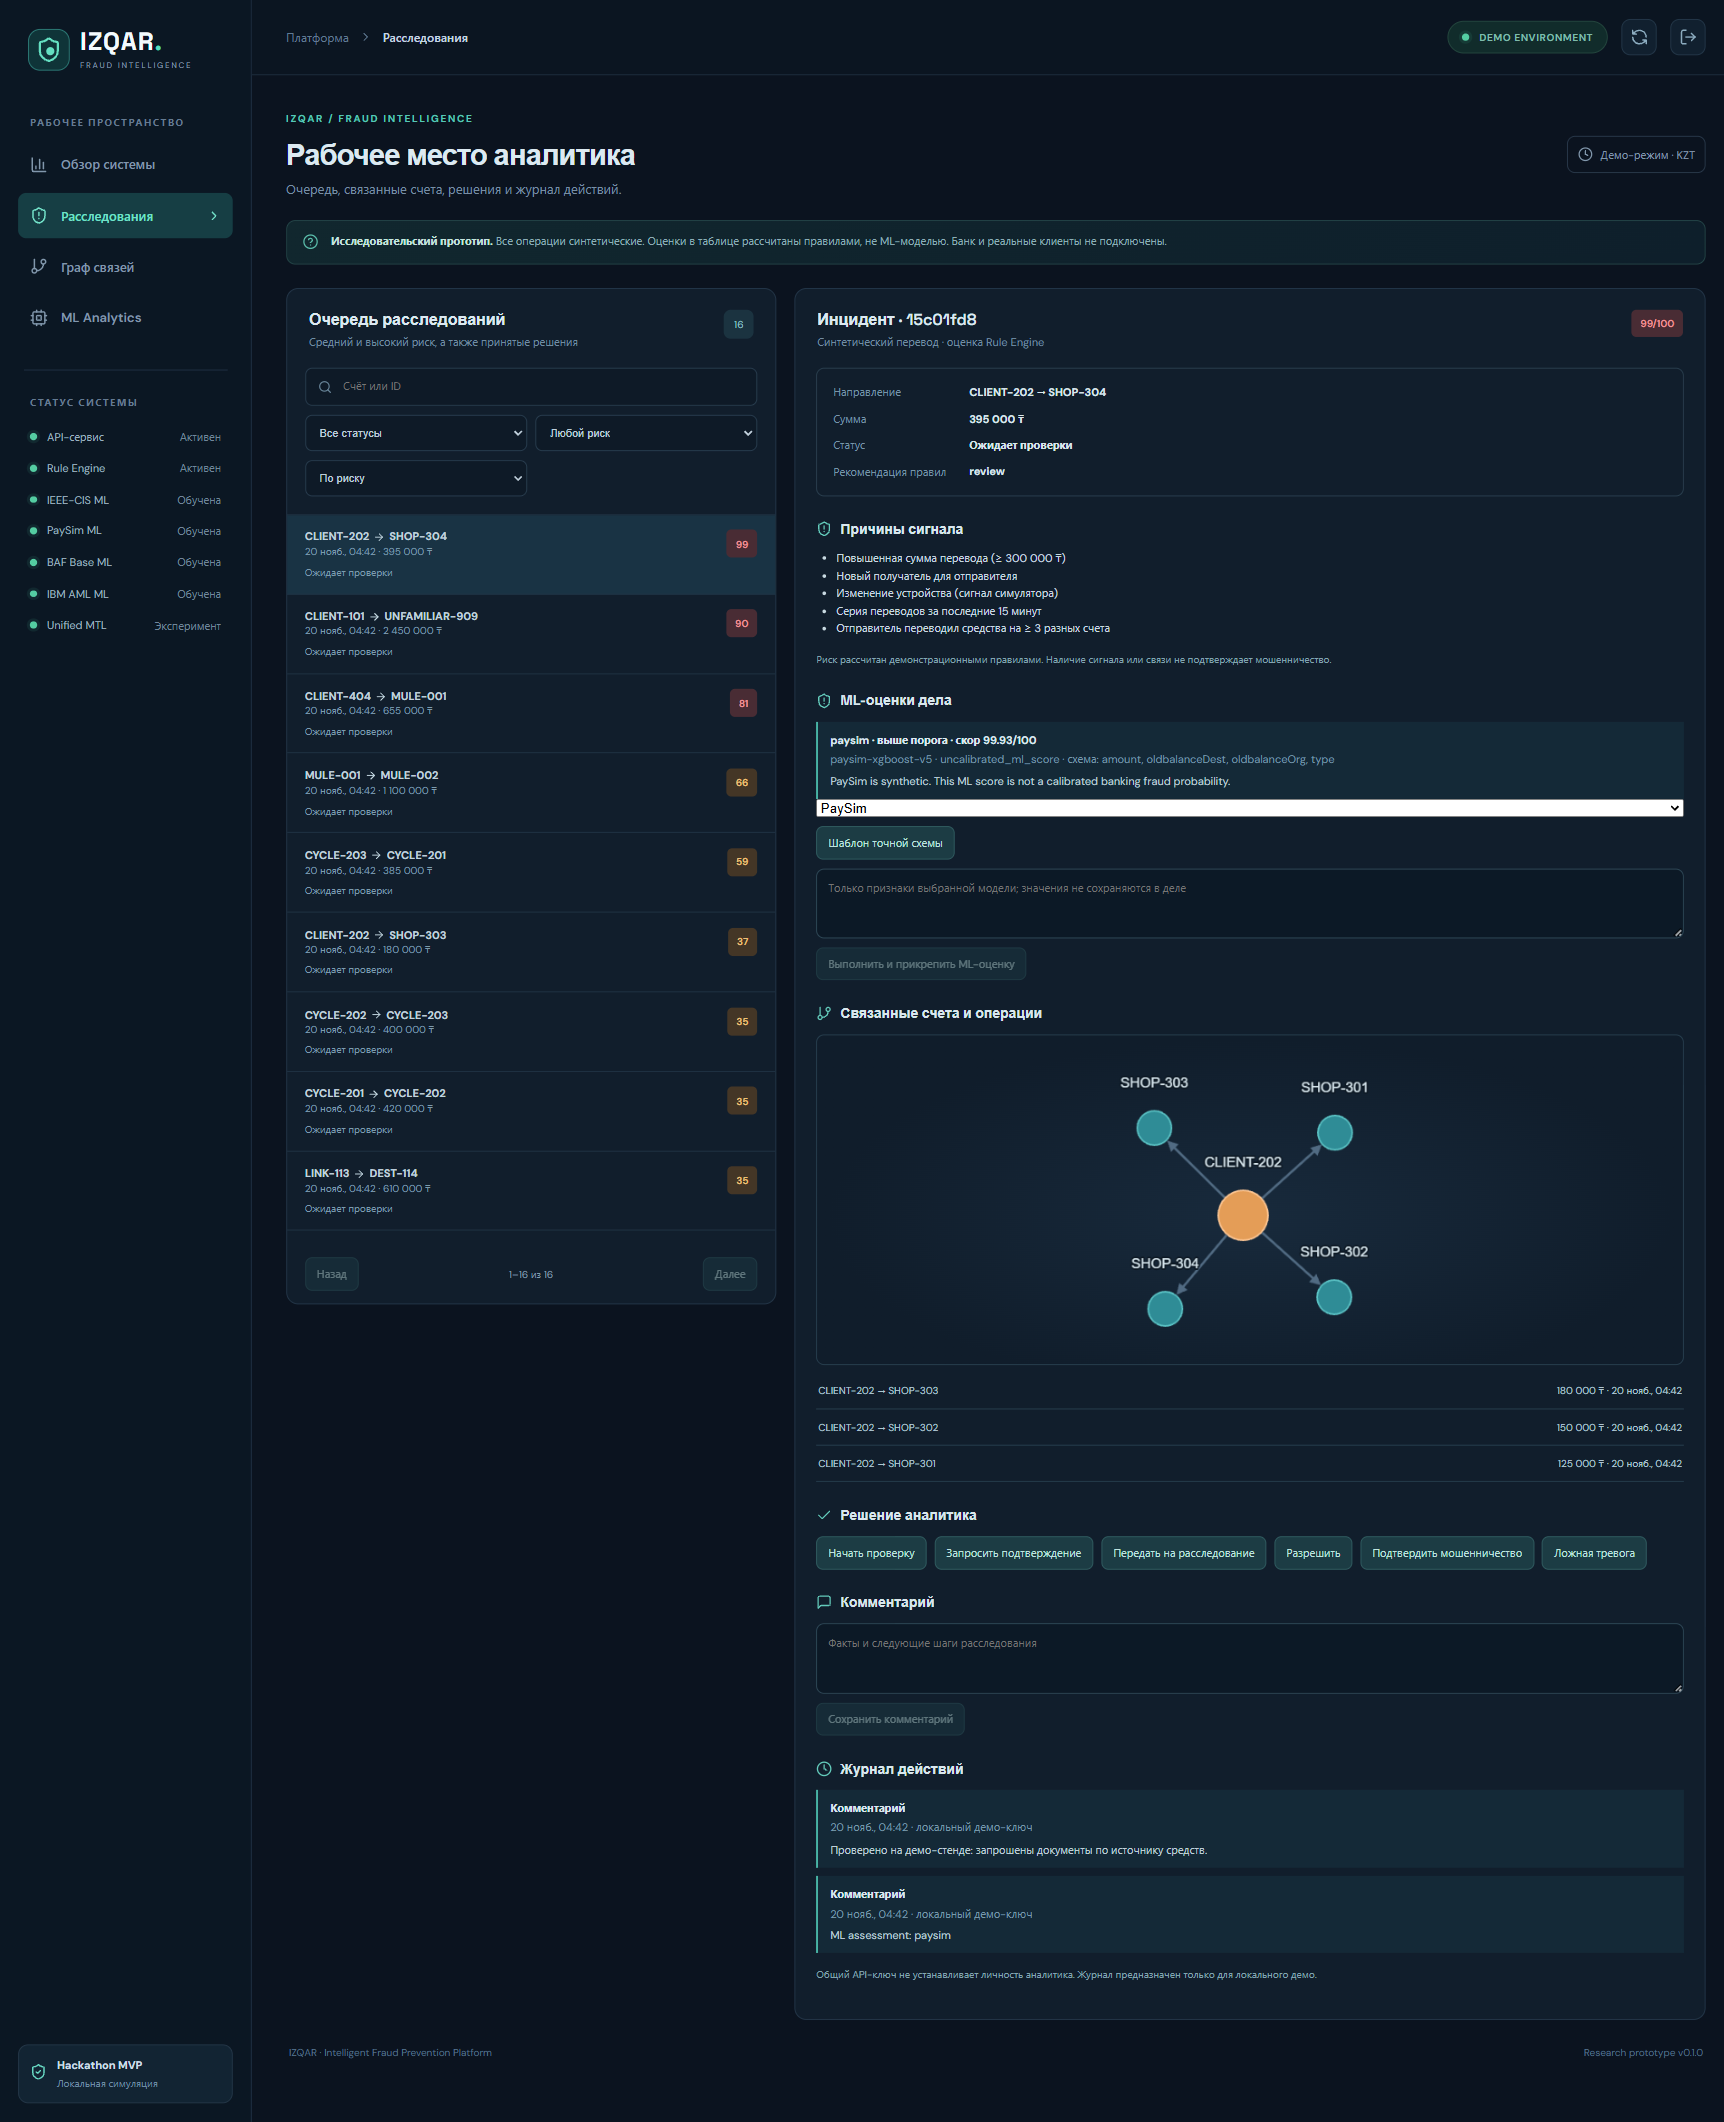 IZQAR.
FRAUD INTELLIGENCE
РАБОЧЕЕ ПРОСТРАНСТВО
Обзор системы
Расследования
Граф связей
ML Analytics
СТАТУС СИСТЕМЫ
API-сервис Активен
Rule Engine Активен
IEEE-CIS ML Обучена
PaySim ML Обучена
BAF Base ML Обучена
IBM AML ML Обучена
Unified MTL Эксперимент
Hackathon MVP
Локальная симуляция
Платформа > Расследования
DEMO ENVIRONMENT
IZQAR / FRAUD INTELLIGENCE
Рабочее место аналитика
Очередь, связанные счета, решения и журнал действий.
Демо-режим · KZT
Исследовательский прототип. Все операции синтетические. Оценки в таблице рассчитаны правилами, не ML-моделью. Банк и реальные клиенты не подключены.
Очередь расследований
16
Средний и высокий риск, а также принятые решения
Счёт или ID
Все статусы
Любой риск
По риску
CLIENT-202 → SHOP-304
20 нояб., 04:42 · 395 000 ₸
Ожидает проверки
99
CLIENT-101 → UNFAMILIAR-909
20 нояб., 04:42 · 2 450 000 ₸
Ожидает проверки
90
CLIENT-404 → MULE-001
20 нояб., 04:42 · 655 000 ₸
Ожидает проверки
81
MULE-001 → MULE-002
20 нояб., 04:42 · 1 100 000 ₸
Ожидает проверки
66
CYCLE-203 → CYCLE-201
20 нояб., 04:42 · 385 000 ₸
Ожидает проверки
59
CLIENT-202 → SHOP-303
20 нояб., 04:42 · 180 000 ₸
Ожидает проверки
37
CYCLE-202 → CYCLE-203
20 нояб., 04:42 · 400 000 ₸
Ожидает проверки
35
CYCLE-201 → CYCLE-202
20 нояб., 04:42 · 420 000 ₸
Ожидает проверки
35
LINK-113 → DEST-114
20 нояб., 04:42 · 610 000 ₸
Ожидает проверки
35
Назад
1–16 из 16
Далее
Инцидент · 15c01fd8
99/100
Синтетический перевод · оценка Rule Engine
Направление CLIENT-202 → SHOP-304
Сумма 395 000 ₸
Статус Ожидает проверки
Рекомендация правил review
Причины сигнала
• Повышенная сумма перевода (≥ 300 000 ₸)
• Новый получатель для отправителя
• Изменение устройства (сигнал симулятора)
• Серия переводов за последние 15 минут
• Отправитель переводил средства на ≥ 3 разных счета
Риск рассчитан демонстрационными правилами. Наличие сигнала или связи не подтверждает мошенничество.
ML-оценки дела
paysim · выше порога · скор 99.93/100
paysim-xgboost-v5 · uncalibrated_ml_score · схема: amount, oldbalanceDest, oldbalanceOrg, type
PaySim is synthetic. This ML score is not a calibrated banking fraud probability.
PaySim
Шаблон точной схемы
Только признаки выбранной модели; значения не сохраняются в деле
Выполнить и прикрепить ML-оценку
Связанные счета и операции
SHOP-303
SHOP-301
CLIENT-202
SHOP-304
SHOP-302
CLIENT-202 → SHOP-303 180 000 ₸ · 20 нояб., 04:42
CLIENT-202 → SHOP-302 150 000 ₸ · 20 нояб., 04:42
CLIENT-202 → SHOP-301 125 000 ₸ · 20 нояб., 04:42
Решение аналитика
Начать проверку
Запросить подтверждение
Передать на расследование
Разрешить
Подтвердить мошенничество
Ложная тревога
Комментарий
Факты и следующие шаги расследования
Сохранить комментарий
Журнал действий
Комментарий
20 нояб., 04:42 · локальный демо-ключ
Проверено на демо-стенде: запрошены документы по источнику средств.
Комментарий
20 нояб., 04:42 · локальный демо-ключ
ML assessment: paysim
Общий API-ключ не устанавливает личность аналитика. Журнал предназначен только для локального демо.
IZQAR · Intelligent Fraud Prevention Platform
Research prototype v0.1.0